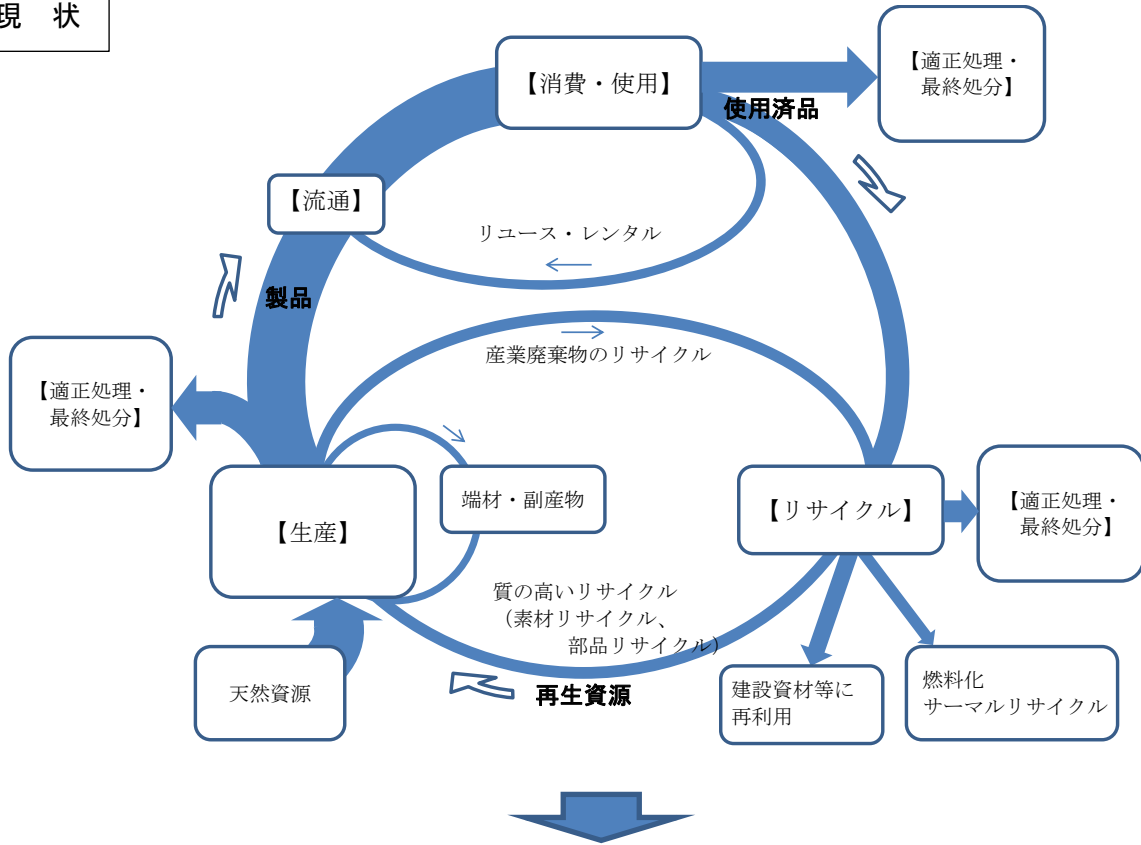 現 状
【消費・使用】
【適正処理・
最終処分】
使用済品
【流通】
リユース・レンタル
製品
産業廃棄物のリサイクル
【適正処理・
最終処分】
【生産】
端材・副産物
【リサイクル】
【適正処理・
最終処分】
質の高いリサイクル
（素材リサイクル、
部品リサイクル）
天然資源
再生資源
建設資材等に
再利用
燃料化
サーマルリサイクル